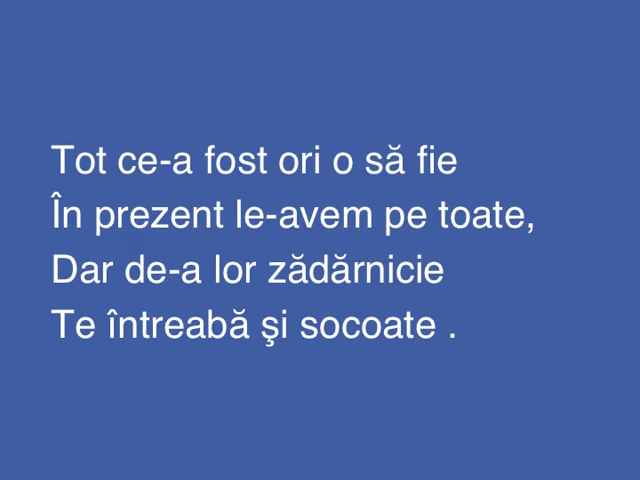 Tot ce-a fost ori o să fie
În prezent le-avem pe toate,
Dar de-a lor zădărnicie
Te întreabă şi socoate .